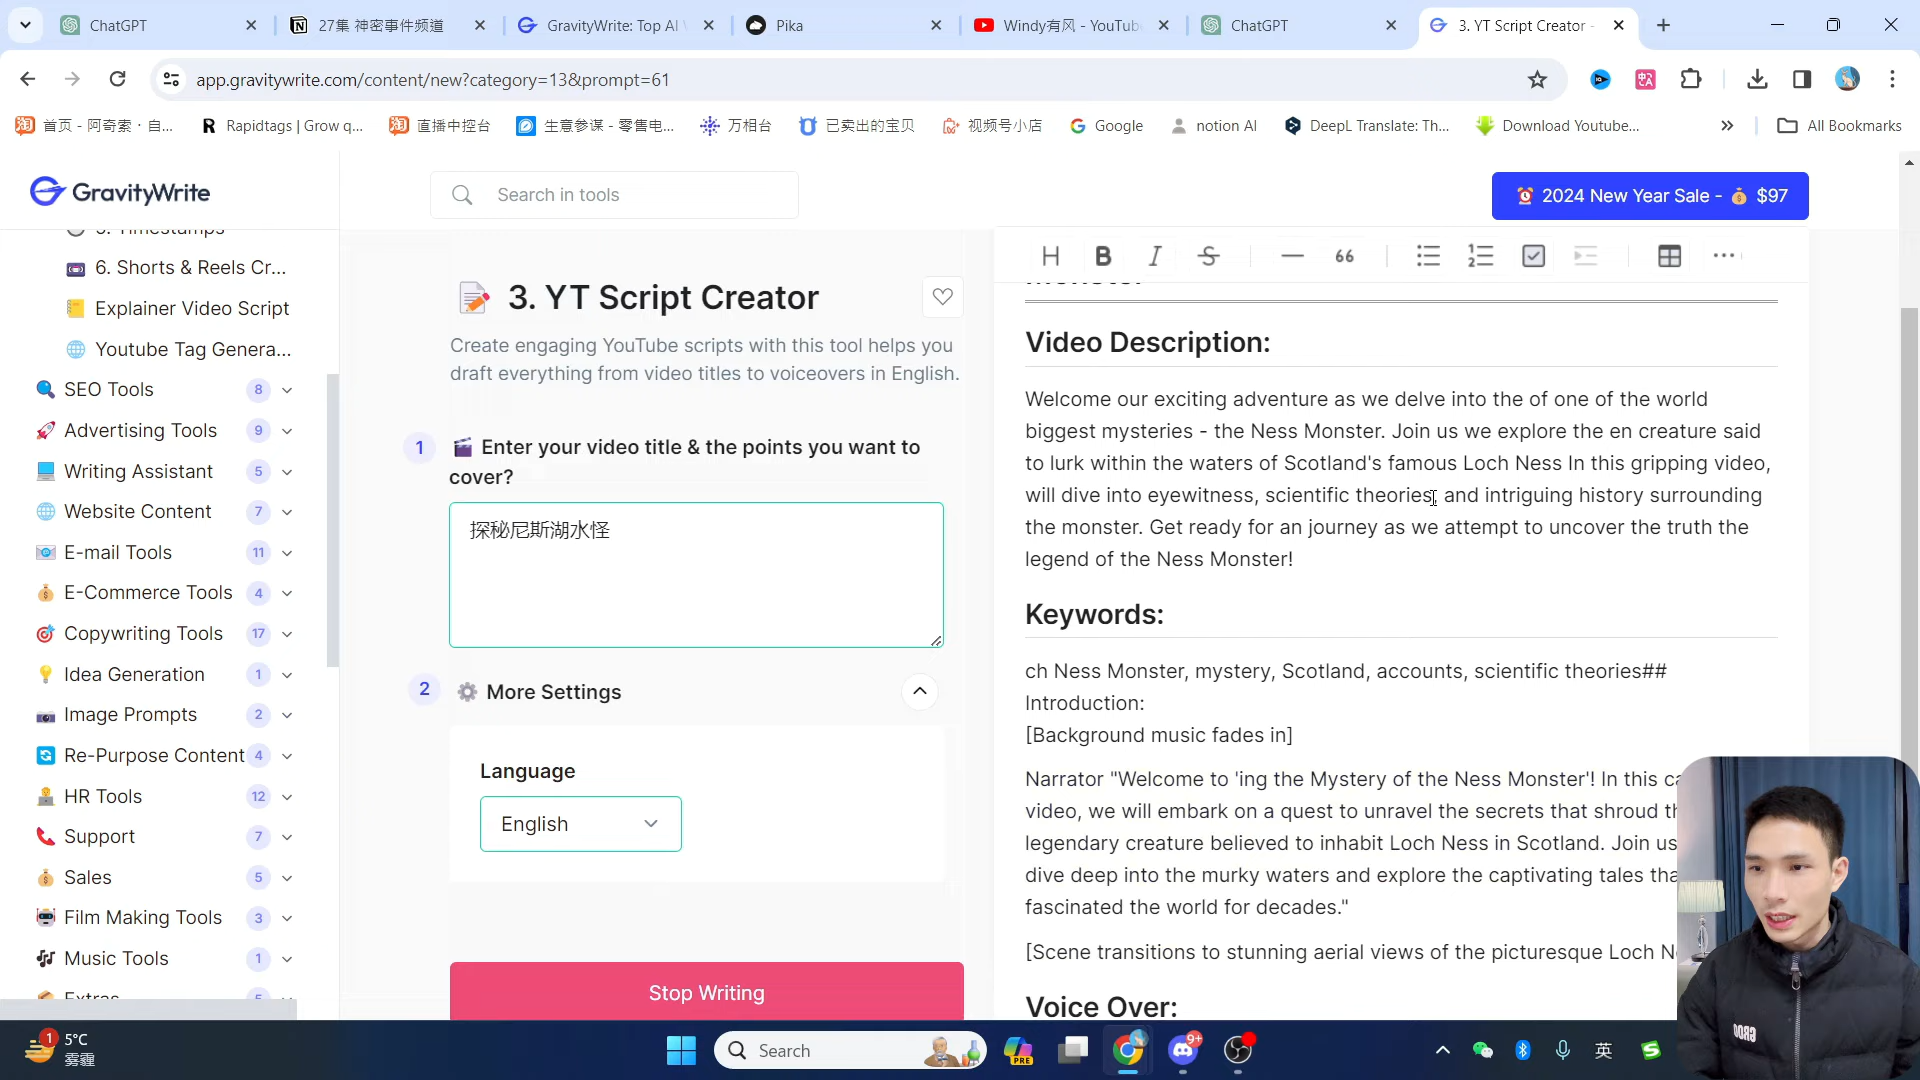 ChatGPT
27集 神密事件频道
GravityWrite: Top AI
Pika
Windy有风 - YouTube
ChatGPT
3. YT Script Creator -
app.gravitywrite.com/content/new?category=13&prompt=61
首页 - 阿奇索 · 自...
Rapidtags | Grow q...
直播中控台
生意参谋 - 零售电...
万相台
已卖出的宝贝
视频号小店
Google
notion AI
DeepL Translate: Th...
Download Youtube...
All Bookmarks
GravityWrite
Search in tools
2024 New Year Sale - $97
5. Timestamps
6. Shorts & Reels Cr...
Explainer Video Script
Youtube Tag Genera...
SEO Tools 8
Advertising Tools 9
Writing Assistant 5
Website Content 7
E-mail Tools 11
E-Commerce Tools 4
Copywriting Tools 17
Idea Generation 1
Image Prompts 2
Re-Purpose Content 4
HR Tools 12
Support 7
Sales 5
Film Making Tools 3
Music Tools 1
Extras 5
3. YT Script Creator
Create engaging YouTube scripts with this tool helps you
draft everything from video titles to voiceovers in English.
1 Enter your video title & the points you want to
cover?
探秘尼斯湖水怪
2 More Settings
Language
English
Stop Writing
Monster
Video Description:
Welcome our exciting adventure as we delve into the of one of the world
biggest mysteries - the Ness Monster. Join us we explore the en creature said
to lurk within the waters of Scotland's famous Loch Ness In this gripping video,
will dive into eyewitness, scientific theories, and intriguing history surrounding
the monster. Get ready for an journey as we attempt to uncover the truth the
legend of the Ness Monster!
Keywords:
ch Ness Monster, mystery, Scotland, accounts, scientific theories##
Introduction:
[Background music fades in]
Narrator "Welcome to 'ing the Mystery of the Ness Monster'! In this ca
video, we will embark on a quest to unravel the secrets that shroud th
legendary creature believed to inhabit Loch Ness in Scotland. Join us
dive deep into the murky waters and explore the captivating tales tha
fascinated the world for decades."
[Scene transitions to stunning aerial views of the picturesque Loch Ne
Voice Over:
1
5°C
雾霾
Search
PRE
9+
英